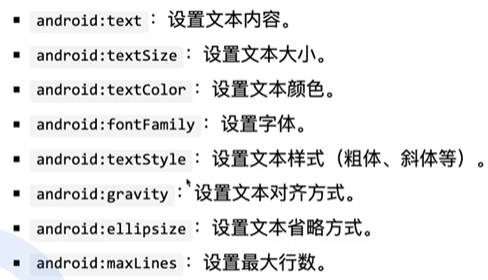 ▪ android:text： 设置文本内容。
▪ android:textSize： 设置文本大小。
▪ android:textColor： 设置文本颜色。
▪ android:fontFamily： 设置字体。
▪ android:textStyle： 设置文本样式（粗体、斜体等）。
▪ android:gravity： 设置文本对齐方式。
▪ android:ellipsize： 设置文本省略方式。
▪ android:maxLines： 设置最大行数。